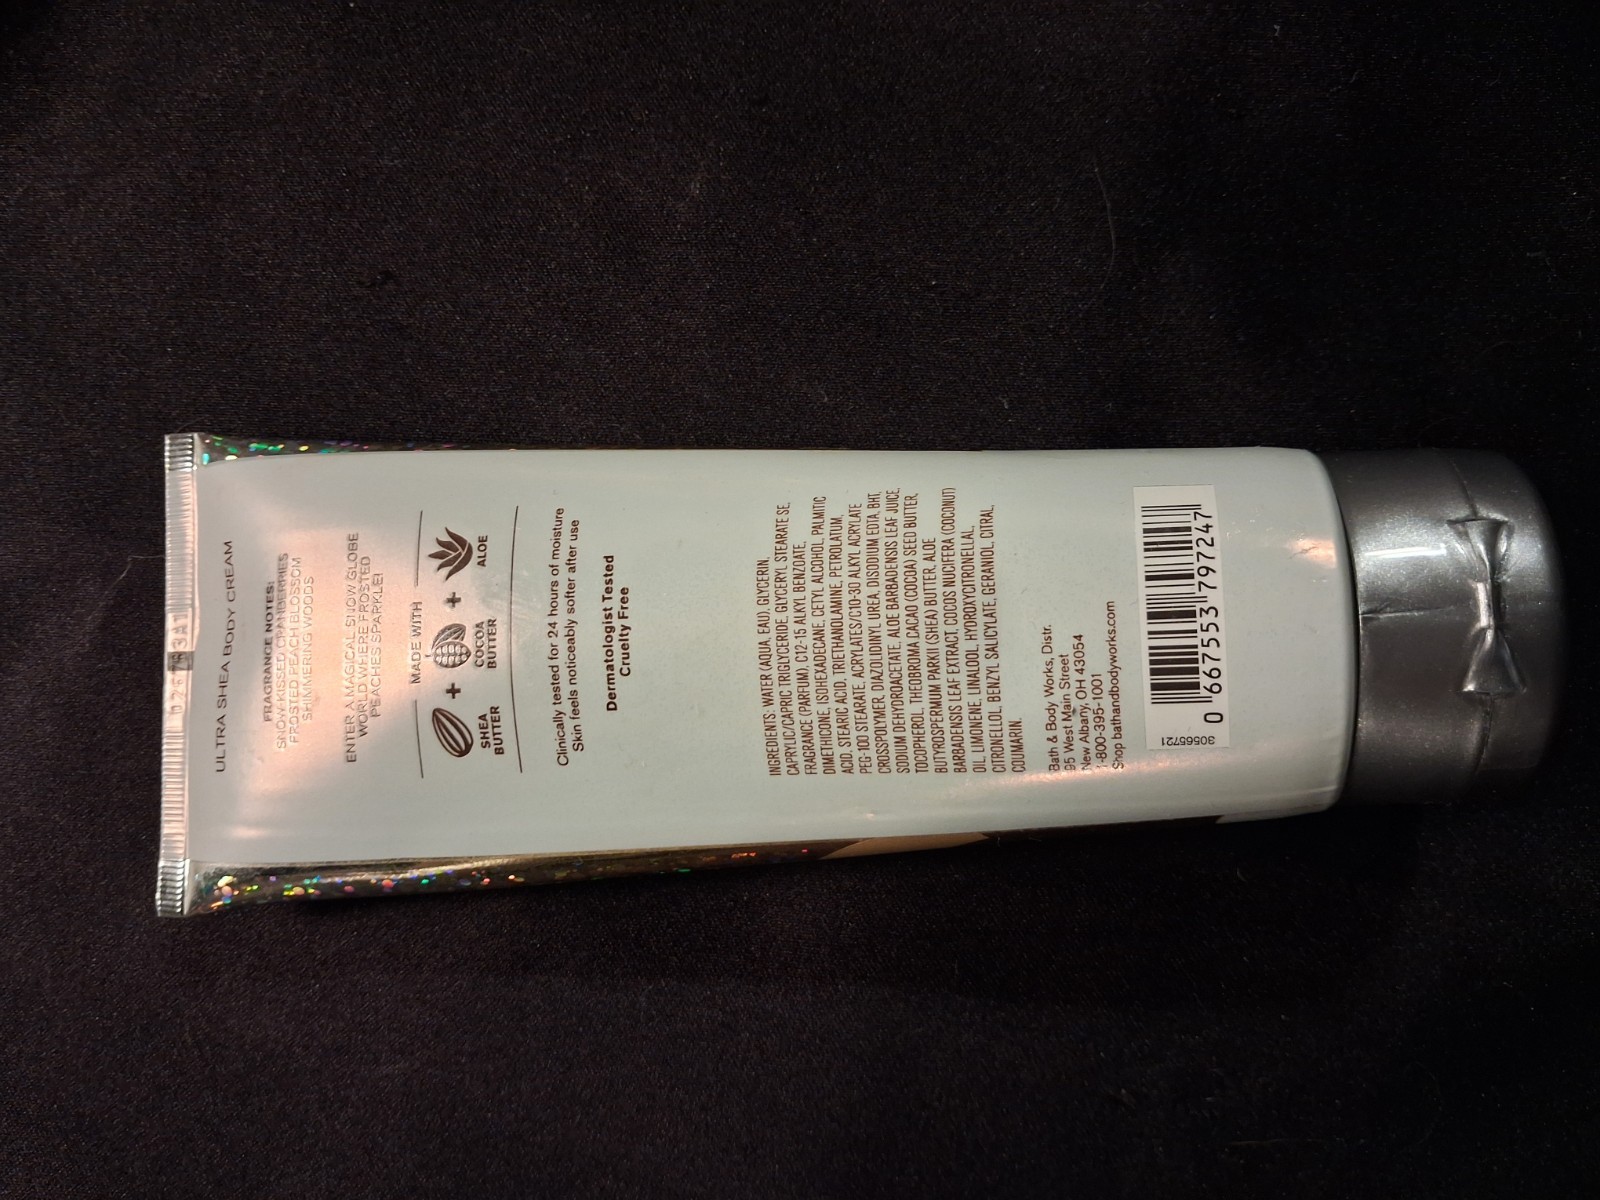 ULTRA SHEA BODY CREAM
FRAGRANCE NOTES:
SNOW-KISSED CRANBERRIES
FROSTED PEACH BLOSSOM
SHIMMERING WOODS
ENTER A MAGICAL SNOW GLOBE
WORLD WHERE FROSTED
PEACHES SPARKLE!
MADE WITH
SHEA BUTTER + COCOA BUTTER + ALOE
Clinically tested for 24 hours of moisture
Skin feels noticeably softer after use
Dermatologist Tested
Cruelty Free
INGREDIENTS: WATER (AQUA, EAU), GLYCERIN,
CAPRYLIC/CAPRIC TRIGLYCERIDE, GLYCERYL STEARATE SE,
FRAGRANCE (PARFUM), C12-15 ALKYL BENZOATE,
DIMETHICONE, ISOHEXADECANE, CETYL ALCOHOL, PALMITIC
ACID, STEARIC ACID, TRIETHANOLAMINE, PETROLATUM,
PEG-100 STEARATE, ACRYLATES/C10-30 ALKYL ACRYLATE
CROSSPOLYMER, DIAZOLIDINYL UREA, DISODIUM EDTA, BHT,
SODIUM DEHYDROACETATE, ALOE BARBADENSIS LEAF JUICE,
TOCOPHEROL, THEOBROMA CACAO (COCOA) SEED BUTTER,
BUTYROSPERMUM PARKII (SHEA) BUTTER, ALOE
BARBADENSIS LEAF EXTRACT, COCOS NUCIFERA (COCONUT)
OIL, LIMONENE, LINALOOL, HYDROXYCITRONELLAL,
CITRONELLOL, BENZYL SALICYLATE, GERANIOL, CITRAL,
COUMARIN.
Bath & Body Works, Distr.
95 West Main Street
New Albany, OH 43054
1-800-395-1001
Shop bathandbodyworks.com
30565721
0 667553 797247